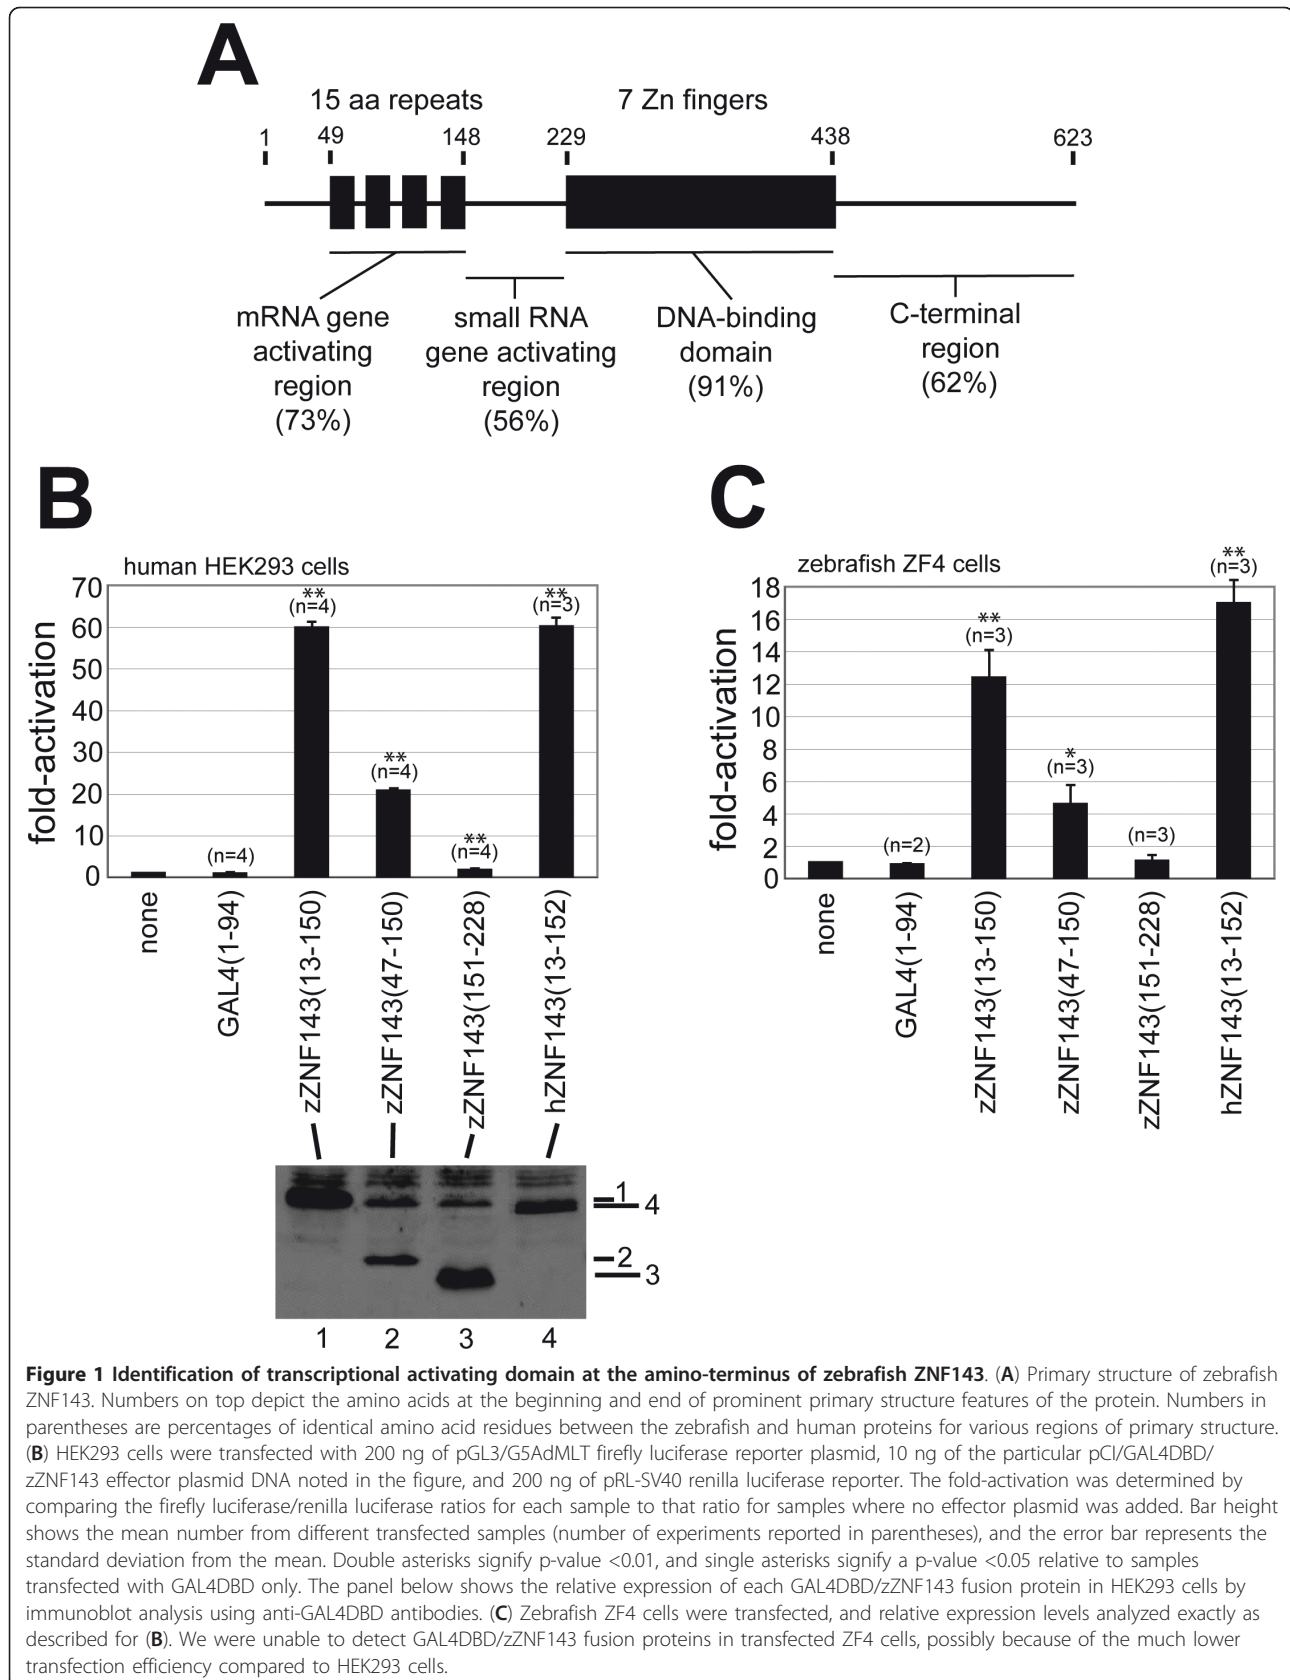 A
15 aa repeats 7 Zn fingers
1 49 148 229 438 623
mRNA gene activating region (73%)
small RNA gene activating region (56%)
DNA-binding domain (91%)
C-terminal region (62%)
B
human HEK293 cells
fold-activation
70
60
50
40
30
20
10
0
(n=4)
**
(n=4)
**
(n=4)
**
(n=4)
**
(n=3)
none
GAL4(1-94)
zZNF143(13-150)
zZNF143(47-150)
zZNF143(151-228)
hZNF143(13-152)
1
4
2
3
1 2 3 4
C
zebrafish ZF4 cells
fold-activation
18
16
14
12
10
8
6
4
2
0
(n=2)
**
(n=3)
*
(n=3)
(n=3)
**
(n=3)
none
GAL4(1-94)
zZNF143(13-150)
zZNF143(47-150)
zZNF143(151-228)
hZNF143(13-152)
Figure 1 Identification of transcriptional activating domain at the amino-terminus of zebrafish ZNF143. (A) Primary structure of zebrafish
ZNF143. Numbers on top depict the amino acids at the beginning and end of prominent primary structure features of the protein. Numbers in
parentheses are percentages of identical amino acid residues between the zebrafish and human proteins for various regions of primary structure.
(B) HEK293 cells were transfected with 200 ng of pGL3/G5AdMLT firefly luciferase reporter plasmid, 10 ng of the particular pCI/GAL4DBD/
zZNF143 effector plasmid DNA noted in the figure, and 200 ng of pRL-SV40 renilla luciferase reporter. The fold-activation was determined by
comparing the firefly luciferase/renilla luciferase ratios for each sample to that ratio for samples where no effector plasmid was added. Bar height
shows the mean number from different transfected samples (number of experiments reported in parentheses), and the error bar represents the
standard deviation from the mean. Double asterisks signify p-value <0.01, and single asterisks signify a p-value <0.05 relative to samples
transfected with GAL4DBD only. The panel below shows the relative expression of each GAL4DBD/zZNF143 fusion protein in HEK293 cells by
immunoblot analysis using anti-GAL4DBD antibodies. (C) Zebrafish ZF4 cells were transfected, and relative expression levels analyzed exactly as
described for (B). We were unable to detect GAL4DBD/zZNF143 fusion proteins in transfected ZF4 cells, possibly because of the much lower
transfection efficiency compared to HEK293 cells.